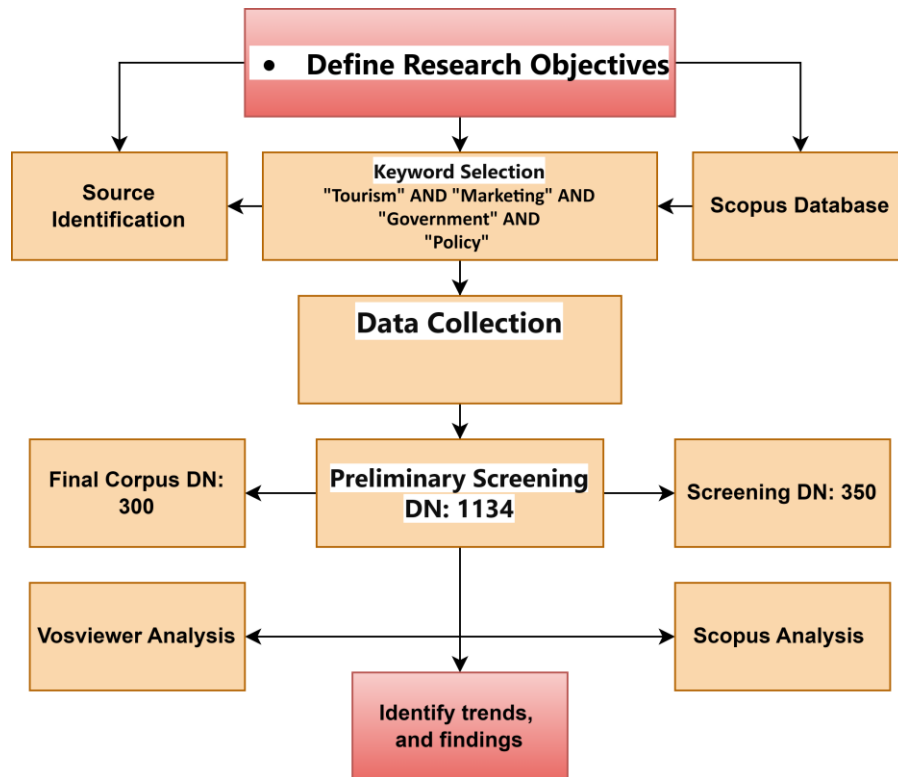 • Define Research Objectives
Source
Identification
Keyword Selection
"Tourism" AND "Marketing" AND
"Government" AND
"Policy"
Scopus Database
Data Collection
Final Corpus DN:
300
Preliminary Screening
DN: 1134
Screening DN: 350
Vosviewer Analysis
Scopus Analysis
Identify trends,
and findings